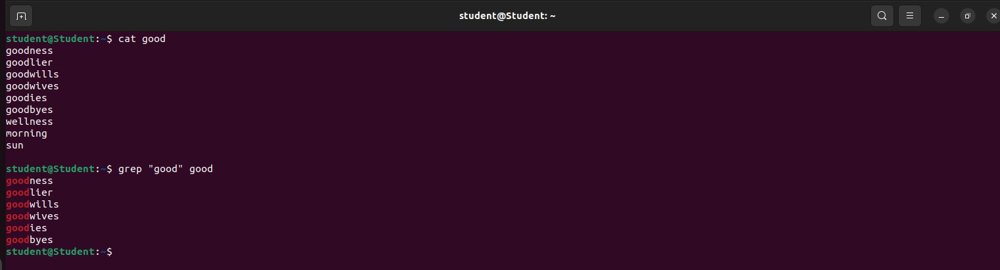 student@Student: ~
student@Student:~$ cat good
goodness
goodlier
goodwills
goodwives
goodies
goodbyes
wellness
morning
sun

student@Student:~$ grep "good" good
goodness
goodlier
goodwills
goodwives
goodies
goodbyes
student@Student:~$